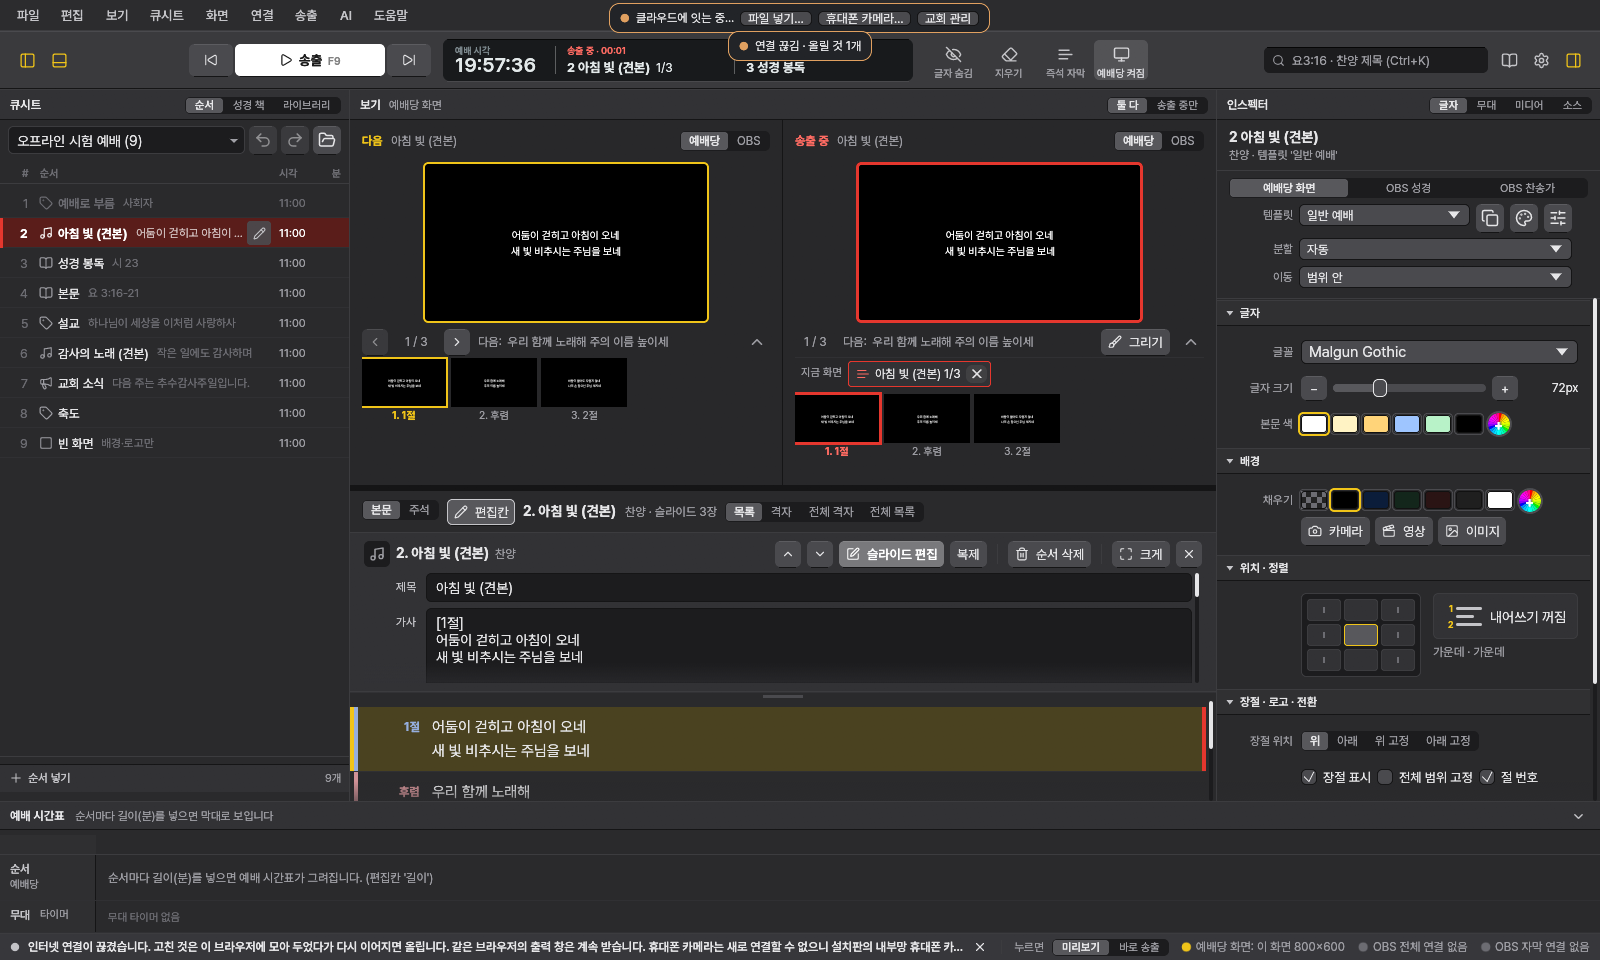 파일 편집 보기 큐시트 화면 연결 송출 AI 도움말
클라우드에 잇는 중... 파일 넣기... 휴대폰 카메라... 교회 관리
연결 끊김 · 올릴 것 1개
송출 F9
예배 시각
19:57:36
송출 중 · 00:01
2 아침 빛 (견본) 1/3
3 성경 봉독
글자 숨김 지우기 즉석 자막 예배당 켜짐
요3:16 · 찬양 제목 (Ctrl+K)
큐시트 순서 성경 책 라이브러리
오프라인 시험 예배 (9)
# 순서 시각 분
1 예배로 부름 사회자 11:00
2 아침 빛 (견본) 어둠이 걷히고 아침이 ... 11:00
3 성경 봉독 시 23 11:00
4 본문 요 3:16-21 11:00
5 설교 하나님이 세상을 이처럼 사랑하사 11:00
6 감사의 노래 (견본) 작은 일에도 감사하며 11:00
7 교회 소식 다음 주는 추수감사주일입니다. 11:00
8 축도 11:00
9 빈 화면 배경·로고만 11:00
순서 넣기 9개
보기 예배당 화면 둘 다 송출 중만
다음 아침 빛 (견본) 예배당 OBS
어둠이 걷히고 아침이 오네
새 빛 비추시는 주님을 보네
1 / 3 다음: 우리 함께 노래해 주의 이름 높이세
1. 1절 2. 후렴 3. 2절
송출 중 아침 빛 (견본) 예배당 OBS
어둠이 걷히고 아침이 오네
새 빛 비추시는 주님을 보네
1 / 3 다음: 우리 함께 노래해 주의 이름 높이세 그리기
지금 화면 아침 빛 (견본) 1/3
1. 1절 2. 후렴 3. 2절
본문 주석 편집칸 2. 아침 빛 (견본) 찬양 · 슬라이드 3장 목록 격자 전체 격자 전체 목록
2. 아침 빛 (견본) 찬양 슬라이드 편집 복제 순서 삭제 크게
제목 아침 빛 (견본)
가사 [1절]
어둠이 걷히고 아침이 오네
새 빛 비추시는 주님을 보네
1절 어둠이 걷히고 아침이 오네
새 빛 비추시는 주님을 보네
후렴 우리 함께 노래해
인스펙터 글자 무대 미디어 소스
2 아침 빛 (견본)
찬양 · 템플릿 '일반 예배'
예배당 화면 OBS 성경 OBS 찬송가
템플릿 일반 예배
분할 자동
이동 범위 안
글자
글꼴 Malgun Gothic
글자 크기 − + 72px
본문 색
배경
채우기
카메라 영상 이미지
위치 · 정렬
1
2
내어쓰기 꺼짐
가운데 · 가운데
장절 · 로고 · 전환
장절 위치 위 아래 위 고정 아래 고정
장절 표시 전체 범위 고정 절 번호
예배 시간표 순서마다 길이(분)를 넣으면 막대로 보입니다
순서
예배당
순서마다 길이(분)를 넣으면 예배 시간표가 그려집니다. (편집칸 '길이')
무대 타이머 무대 타이머 없음
인터넷 연결이 끊겼습니다. 고친 것은 이 브라우저에 모아 두었다가 다시 이어지면 올립니다. 같은 브라우저의 출력 창은 계속 받습니다. 휴대폰 카메라는 새로 연결할 수 없으니 설치판의 내부망 휴대폰 카... 누르면 미리보기 바로 송출 예배당 화면: 이 화면 800×600 OBS 전체 연결 없음 OBS 자막 연결 없음